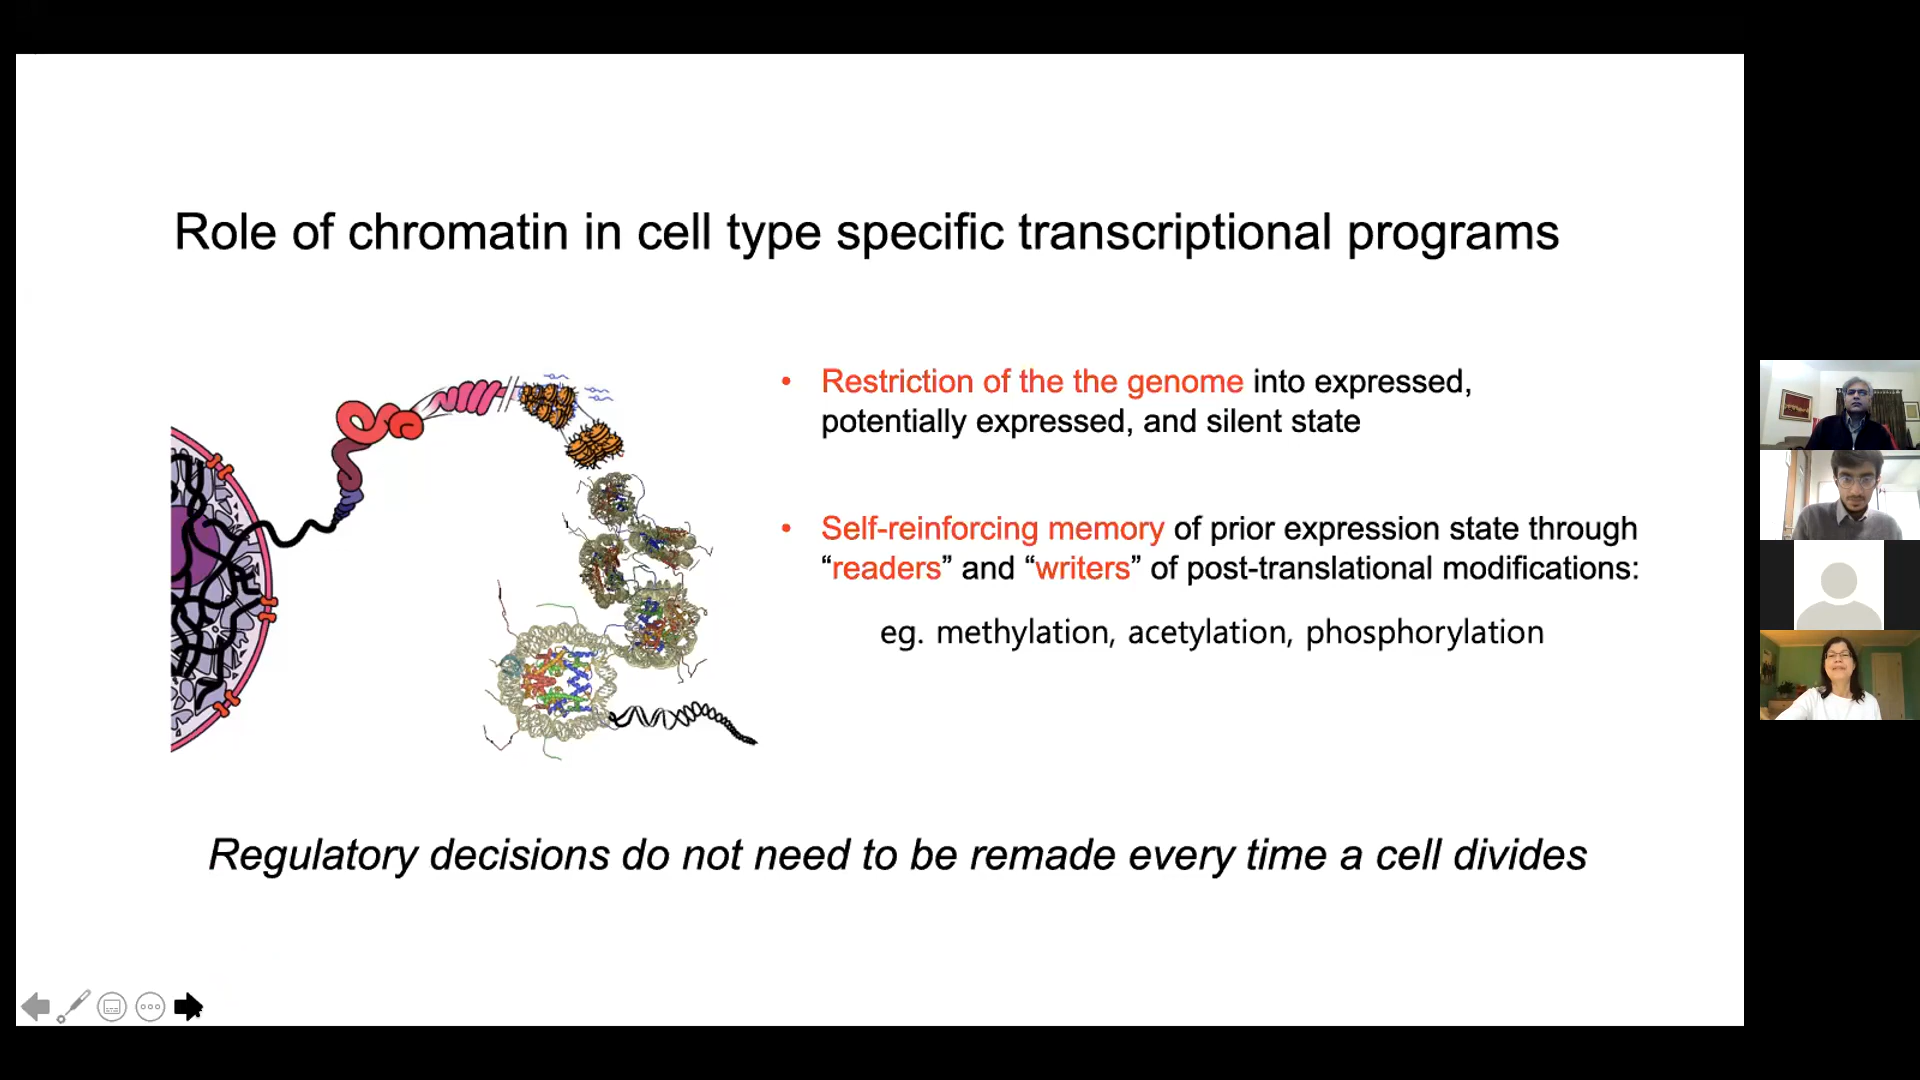 Role of chromatin in cell type specific transcriptional programs
• Restriction of the the genome into expressed,
potentially expressed, and silent state
• Self-reinforcing memory of prior expression state through
“readers” and “writers” of post-translational modifications:
eg. methylation, acetylation, phosphorylation
Regulatory decisions do not need to be remade every time a cell divides